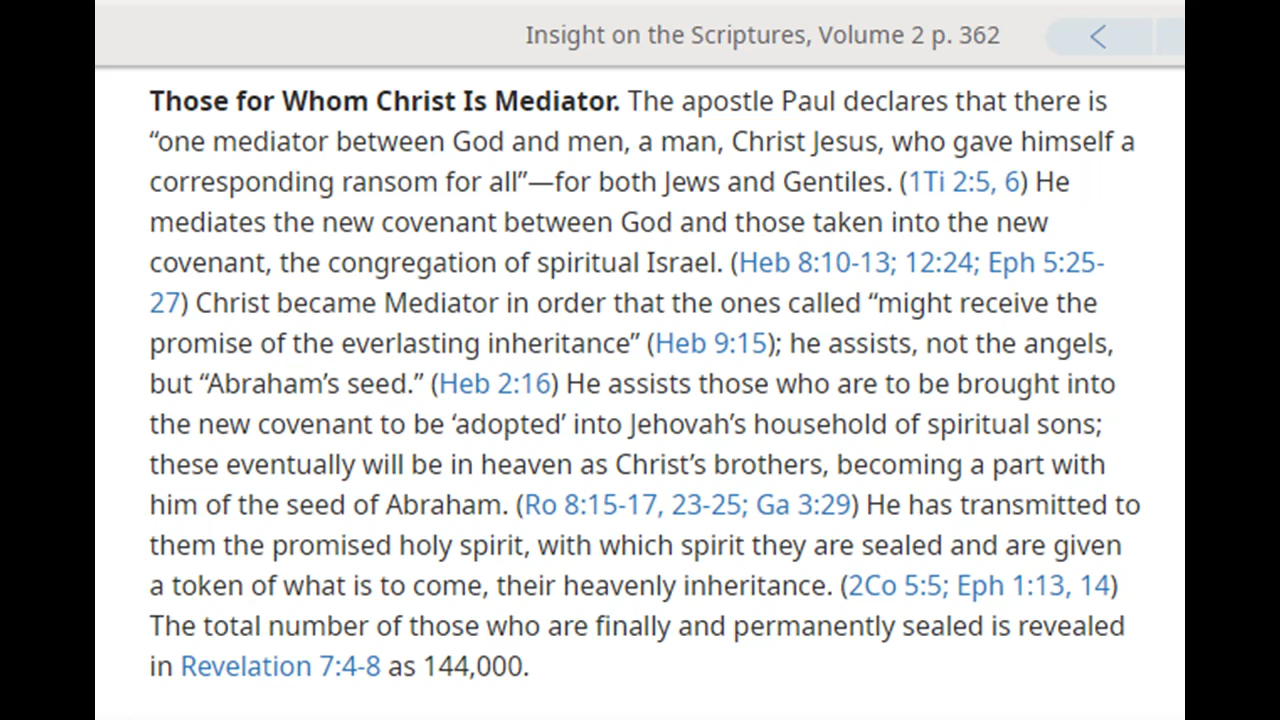 Insight on the Scriptures, Volume 2 p. 362
Those for Whom Christ Is Mediator. The apostle Paul declares that there is
“one mediator between God and men, a man, Christ Jesus, who gave himself a
corresponding ransom for all”—for both Jews and Gentiles. (1Ti 2:5, 6) He
mediates the new covenant between God and those taken into the new
covenant, the congregation of spiritual Israel. (Heb 8:10-13; 12:24; Eph 5:25-
27) Christ became Mediator in order that the ones called “might receive the
promise of the everlasting inheritance” (Heb 9:15); he assists, not the angels,
but “Abraham’s seed.” (Heb 2:16) He assists those who are to be brought into
the new covenant to be ‘adopted’ into Jehovah’s household of spiritual sons;
these eventually will be in heaven as Christ’s brothers, becoming a part with
him of the seed of Abraham. (Ro 8:15-17, 23-25; Ga 3:29) He has transmitted to
them the promised holy spirit, with which spirit they are sealed and are given
a token of what is to come, their heavenly inheritance. (2Co 5:5; Eph 1:13, 14)
The total number of those who are finally and permanently sealed is revealed
in Revelation 7:4-8 as 144,000.